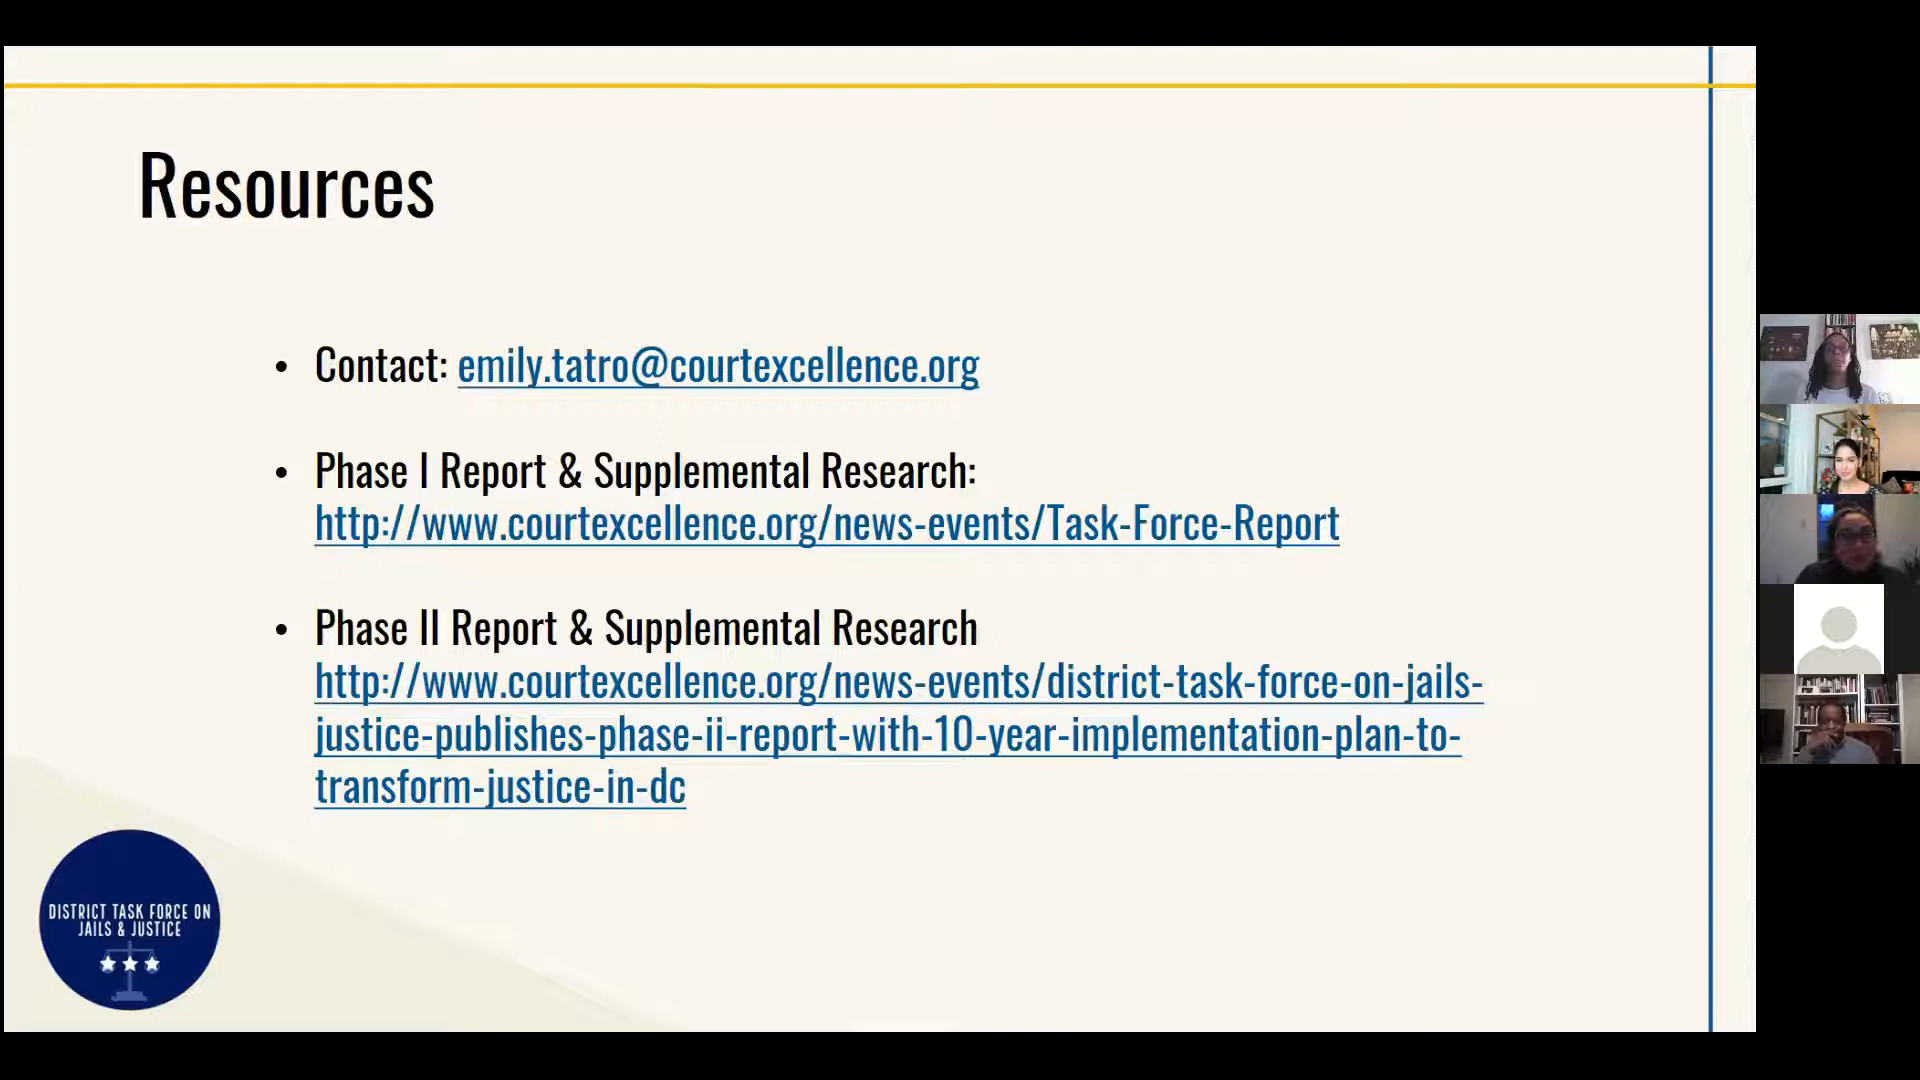 Resources
• Contact: emily.tatro@courtexcellence.org
• Phase I Report & Supplemental Research:
http://www.courtexcellence.org/news-events/Task-Force-Report
• Phase II Report & Supplemental Research
http://www.courtexcellence.org/news-events/district-task-force-on-jails-
justice-publishes-phase-ii-report-with-10-year-implementation-plan-to-
transform-justice-in-dc
DISTRICT TASK FORCE ON
JAILS & JUSTICE